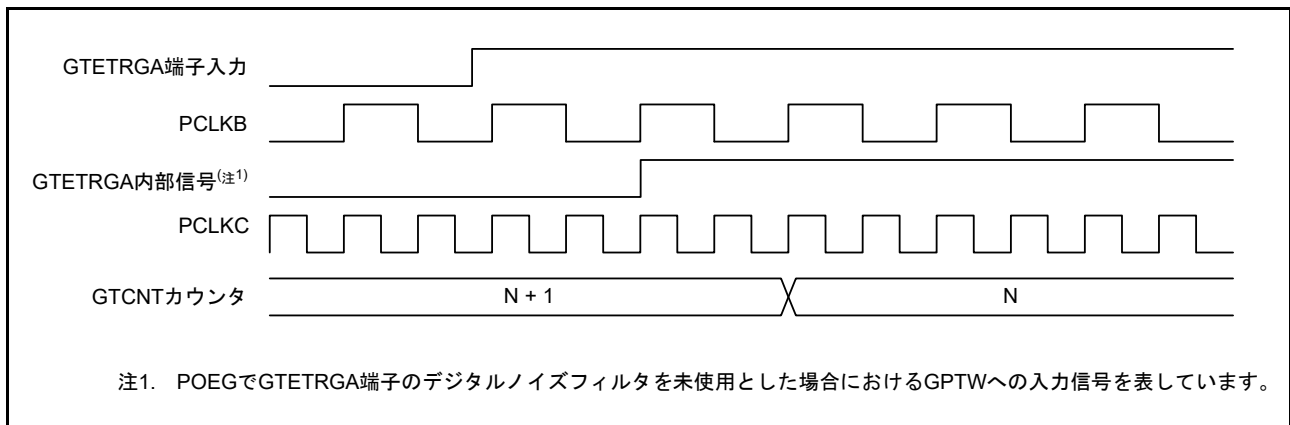 GTETRGA端子入力
PCLKB
GTETRGA内部信号(注1)
PCLKC
GTCNTカウンタ N + 1 N
注1. POEGでGTETRGA端子のデジタルノイズフィルタを未使用とした場合におけるGPTWへの入力信号を表しています。